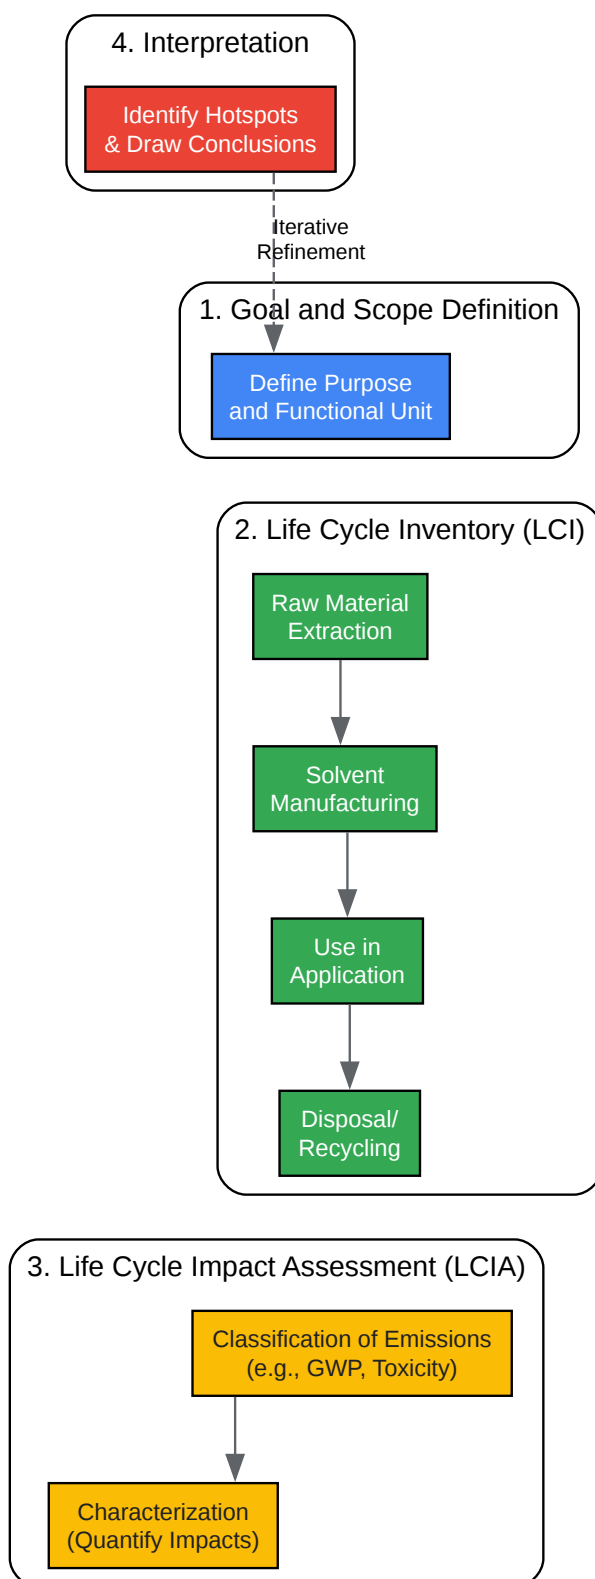 4. Interpretation
Identify Hotspots
& Draw Conclusions
Iterative
Refinement
1. Goal and Scope Definition
Define Purpose
and Functional Unit
2. Life Cycle Inventory (LCI)
Raw Material
Extraction
Solvent
Manufacturing
Use in
Application
Disposal/
Recycling
3. Life Cycle Impact Assessment (LCIA)
Classification of Emissions
(e.g., GWP, Toxicity)
Characterization
(Quantify Impacts)